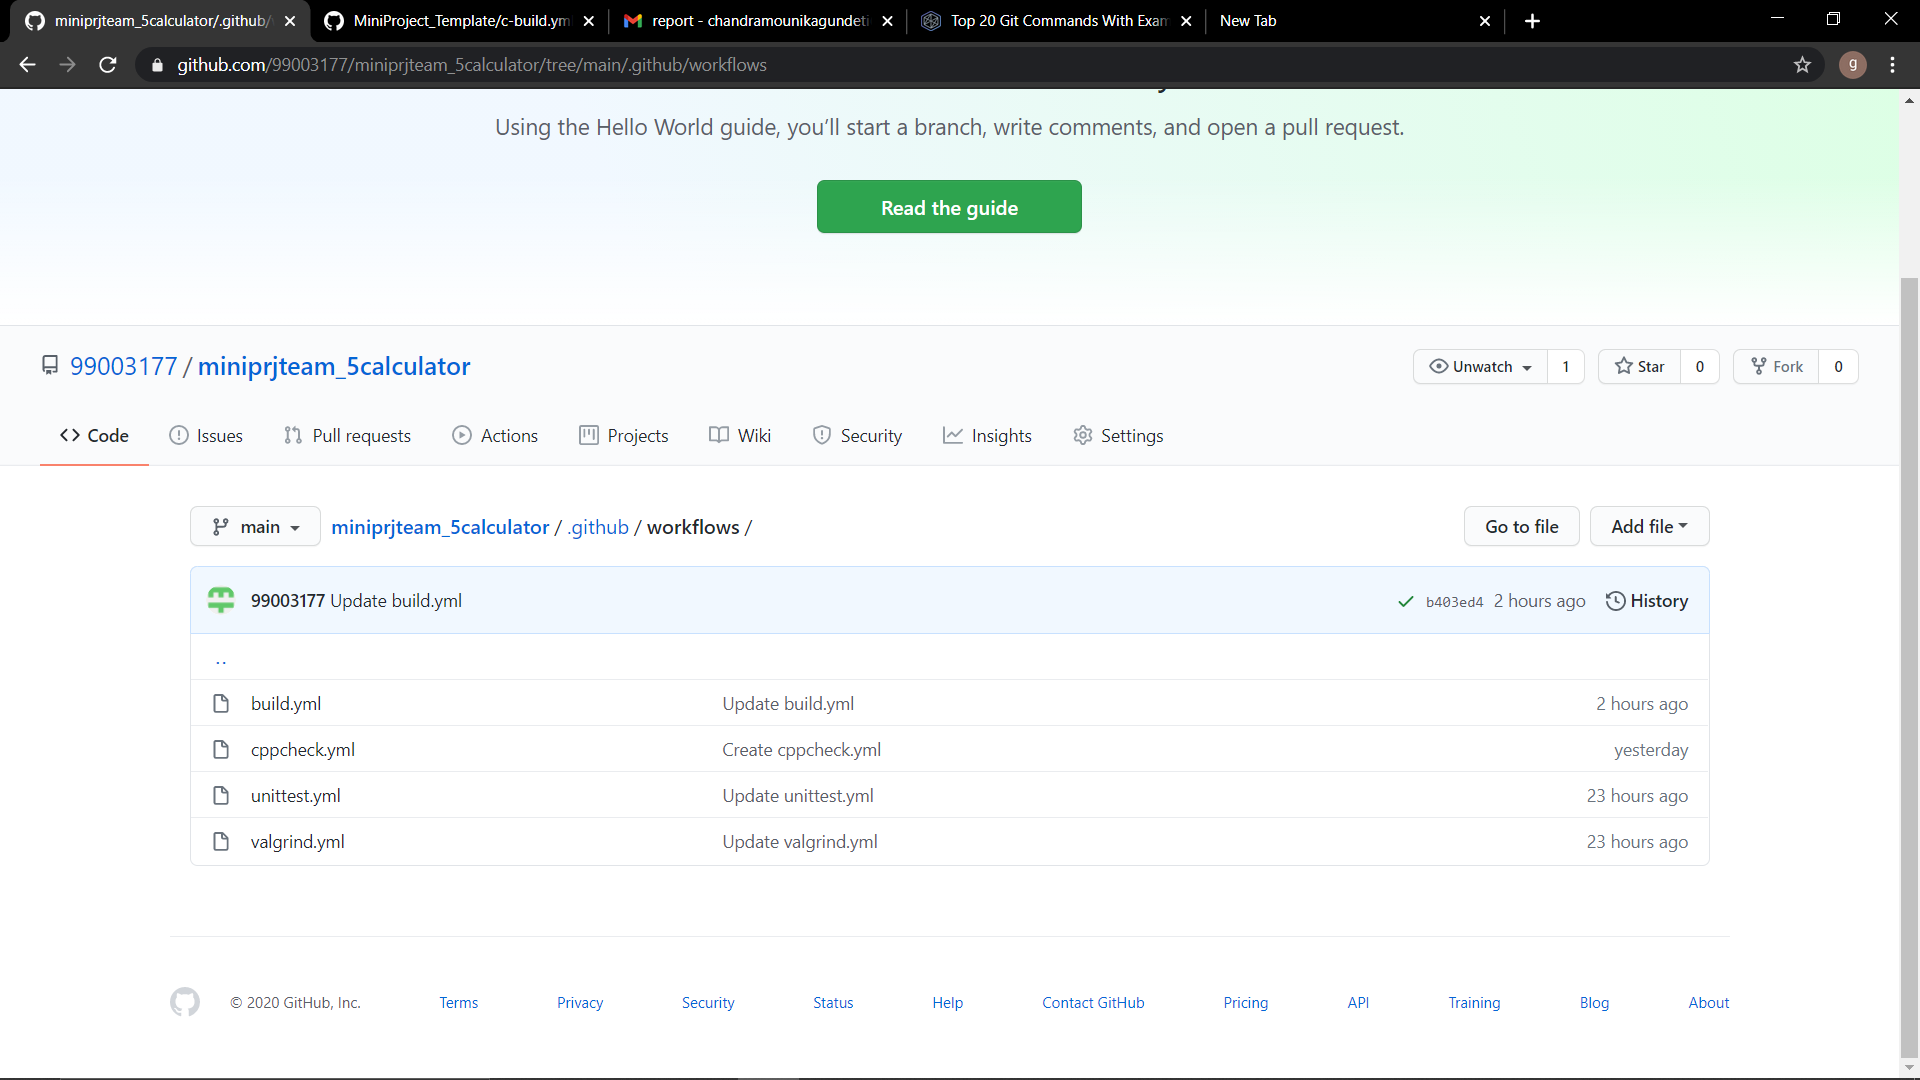 miniprjteam_5calculator/.github/
MiniProject_Template/c-build.ym
report - chandramounikagundeti
Top 20 Git Commands With Exam
New Tab
github.com/99003177/miniprjteam_5calculator/tree/main/.github/workflows
g
Using the Hello World guide, you’ll start a branch, write comments, and open a pull request.
Read the guide
99003177 / miniprjteam_5calculator
Unwatch 1
Star 0
Fork 0
Code Issues Pull requests Actions Projects Wiki Security Insights Settings
main
miniprjteam_5calculator / .github / workflows /
Go to file
Add file
99003177 Update build.yml b403ed4 2 hours ago History
..
build.yml Update build.yml 2 hours ago
cppcheck.yml Create cppcheck.yml yesterday
unittest.yml Update unittest.yml 23 hours ago
valgrind.yml Update valgrind.yml 23 hours ago
© 2020 GitHub, Inc. Terms Privacy Security Status Help Contact GitHub Pricing API Training Blog About